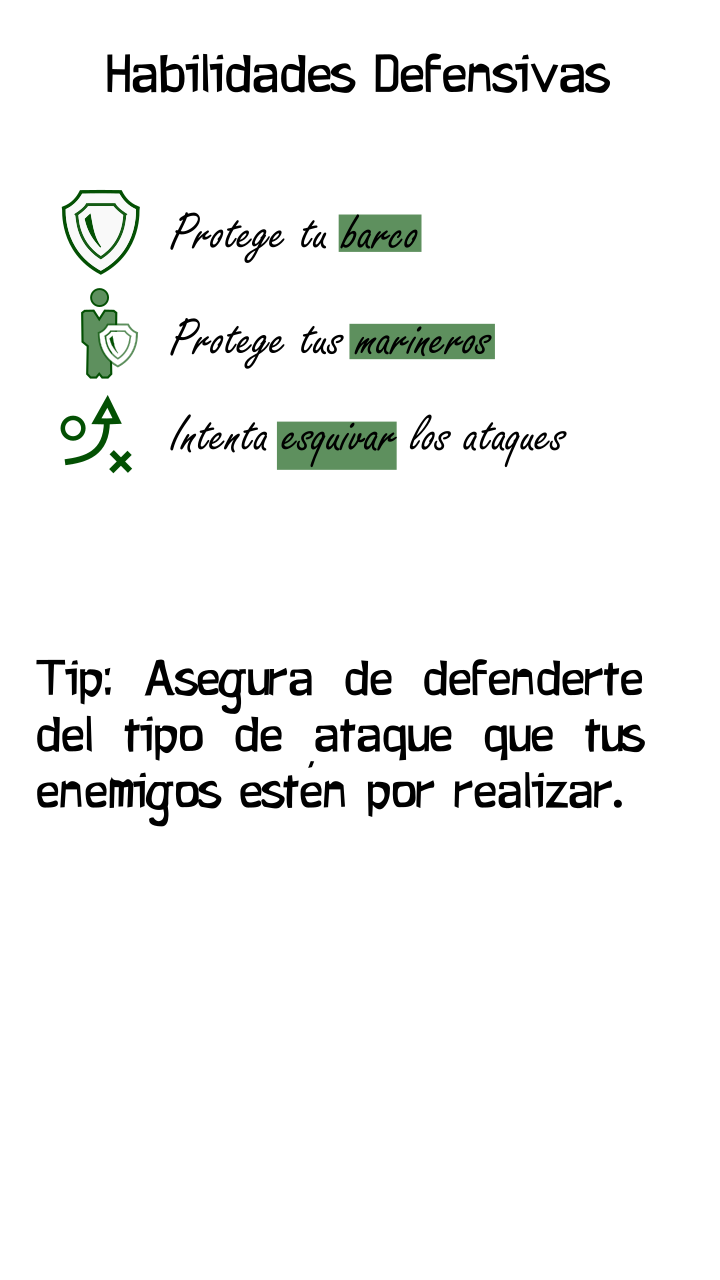 Habilidades Defensivas
Protege tu barco
Protege tus marineros
Intenta esquivar los ataques
Tip: Asegura de defenderte
del tipo de ataque que tus
enemigos estén por realizar.